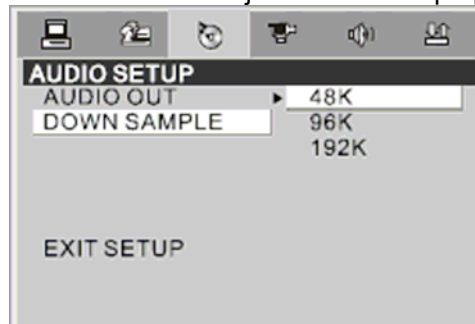 AUDIO SETUP
AUDIO OUT
48K
DOWN SAMPLE
96K
192K
EXIT SETUP